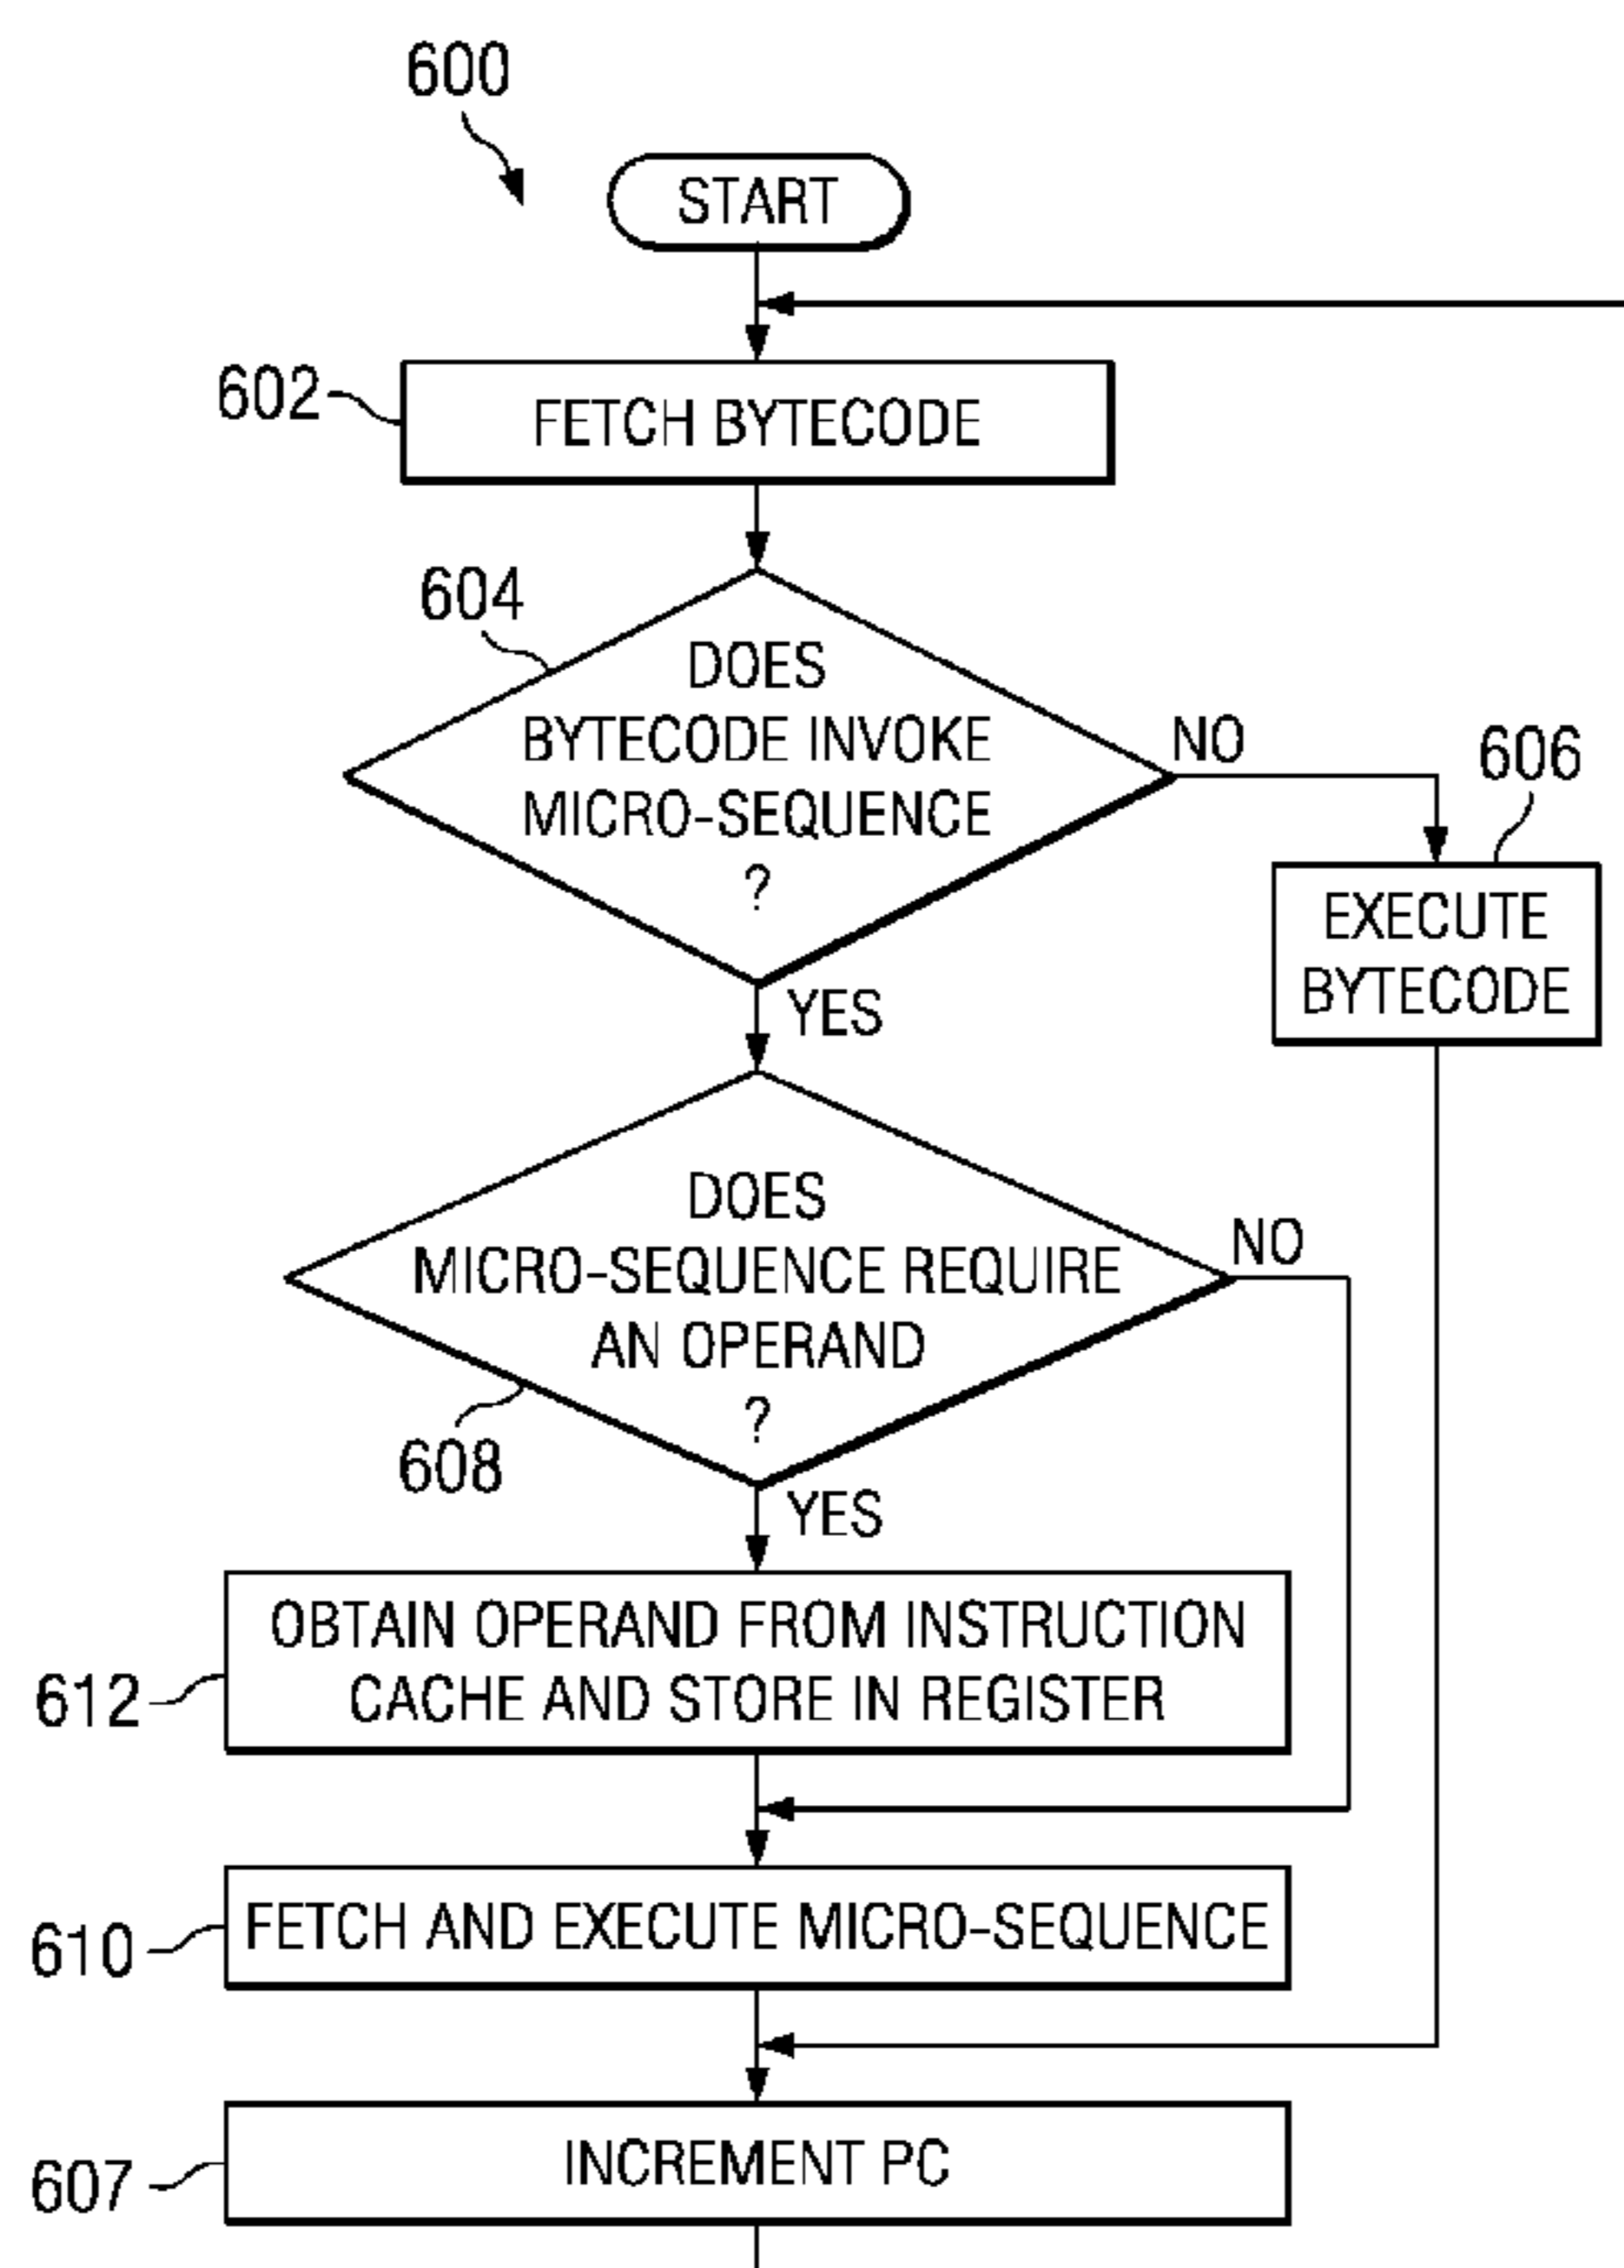 600
START
602
FETCH BYTECODE
604
DOES
BYTECODE INVOKE
MICRO-SEQUENCE
?
NO
606
EXECUTE
BYTECODE
YES
DOES
MICRO-SEQUENCE REQUIRE
AN OPERAND
?
NO
608
YES
OBTAIN OPERAND FROM INSTRUCTION
CACHE AND STORE IN REGISTER
612
FETCH AND EXECUTE MICRO-SEQUENCE
610
INCREMENT PC
607